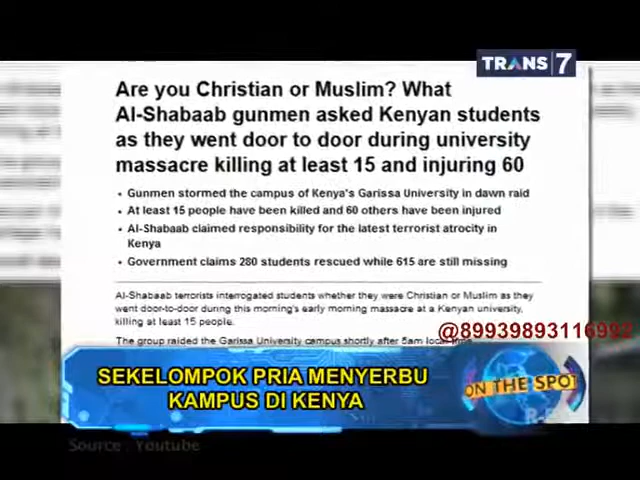 TRANS 7
Are you Christian or Muslim? What
Al-Shabaab gunmen asked Kenyan students
as they went door to door during university
massacre killing at least 15 and injuring 60
• Gunmen stormed the campus of Kenya's Garissa University in dawn raid
• At least 15 people have been killed and 60 others have been injured
• Al-Shabaab claimed responsibility for the latest terrorist atrocity in
Kenya
• Government claims 280 students rescued while 615 are still missing
Al-Shabaab terrorists interrogated students whether they were Christian or Muslim as they
went door-to-door during this morning's early morning massacre at a Kenyan university,
killing at least 15 people.
@89939893116992
The group raided the Garissa University campus shortly after 5am local time
SEKELOMPOK PRIA MENYERBU
KAMPUS DI KENYA
ON THE SPOT
Source : Youtube